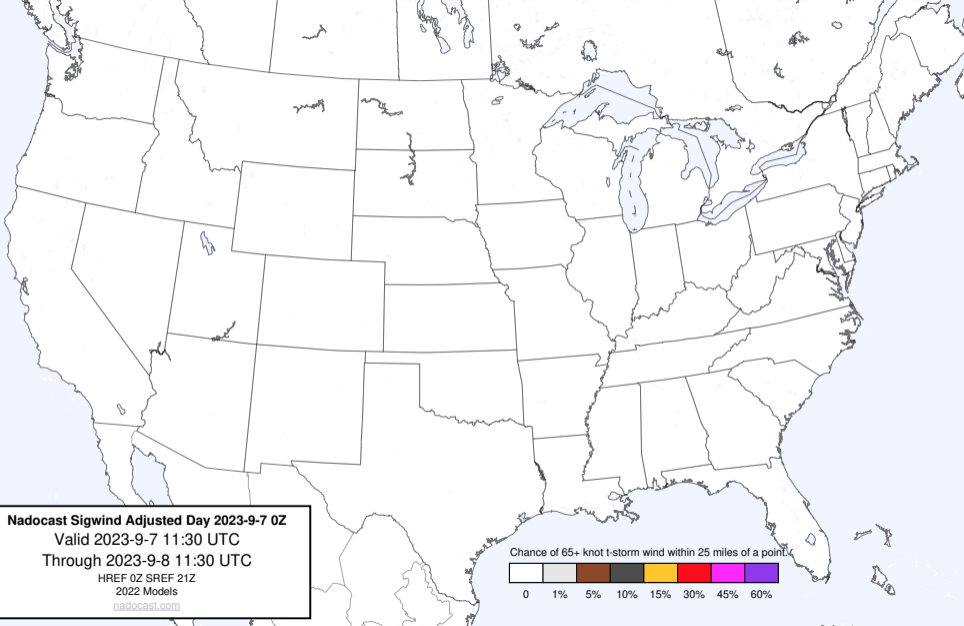 Nadocast Sigwind Adjusted Day 2023-9-7 0Z
Valid 2023-9-7 11:30 UTC
Through 2023-9-8 11:30 UTC
HREF 0Z SREF 21Z
2022 Models
nadocast.com
Chance of 65+ knot t-storm wind within 25 miles of a point.
0 1% 5% 10% 15% 30% 45% 60%